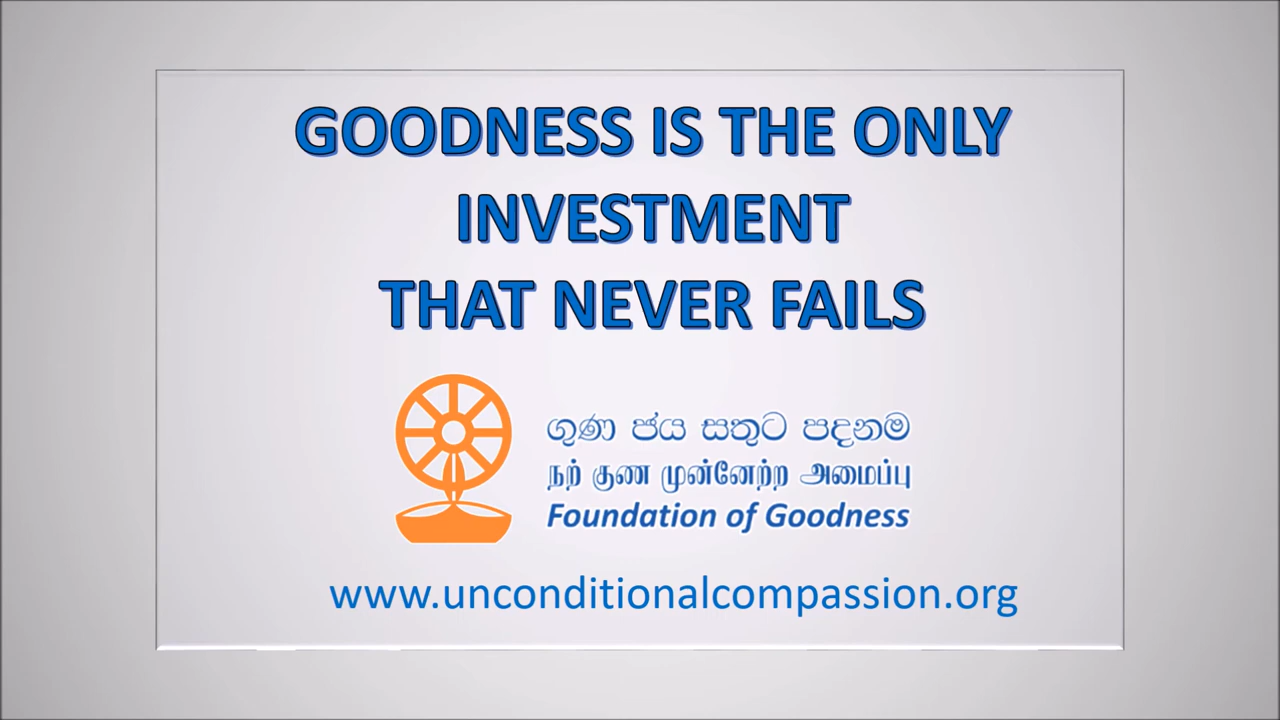 GOODNESS IS THE ONLY
INVESTMENT
THAT NEVER FAILS
ගුණ ජය සතුට පදනම
நற் குண முன்னேற்ற அமைப்பு
Foundation of Goodness
www.unconditionalcompassion.org